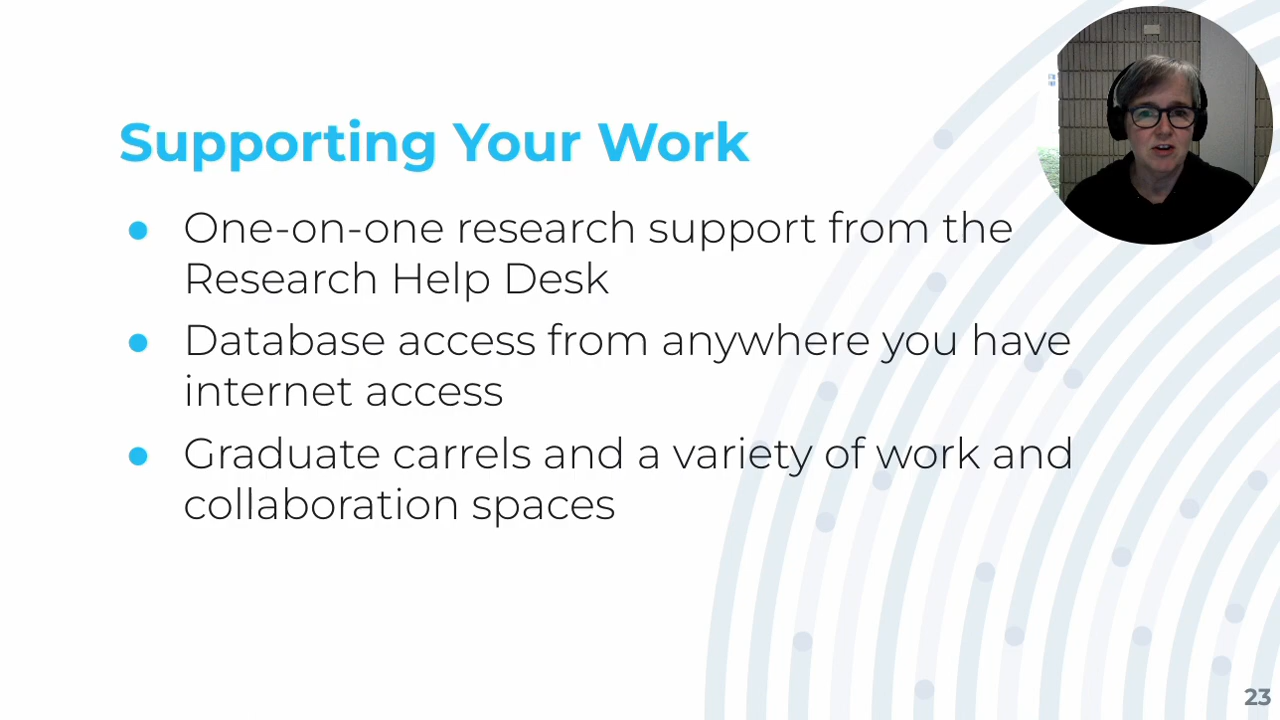 Supporting Your Work
● One-on-one research support from the
Research Help Desk
● Database access from anywhere you have
internet access
● Graduate carrels and a variety of work and
collaboration spaces
23